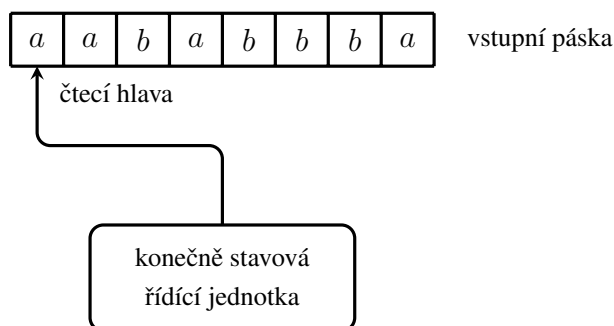 a a b a b b b a vstupní páska
čtecí hlava
konečně stavová
řídící jednotka